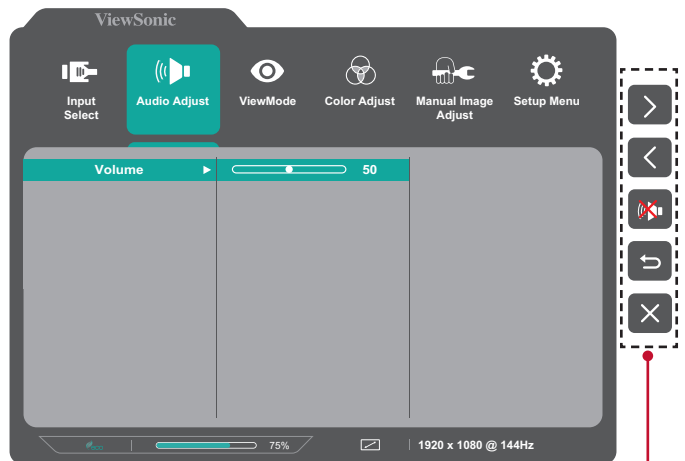 ViewSonic
Input Select
Audio Adjust
ViewMode
Color Adjust
Manual Image Adjust
Setup Menu
Volume
50
75%
1920 x 1080 @ 144Hz